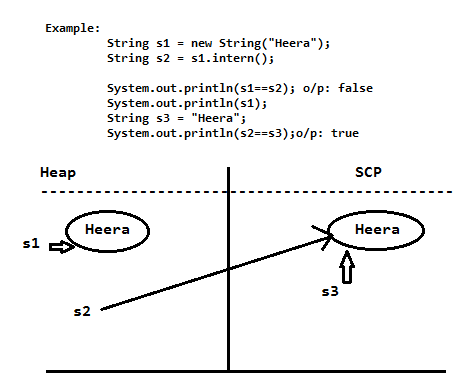 Example:
String s1 = new String("Heera");
String s2 = s1.intern();
System.out.println(s1==s2); o/p: false
System.out.println(s1);
String s3 = "Heera";
System.out.println(s2==s3);o/p: true
Heap SCP
Heera Heera
s1
s3
s2